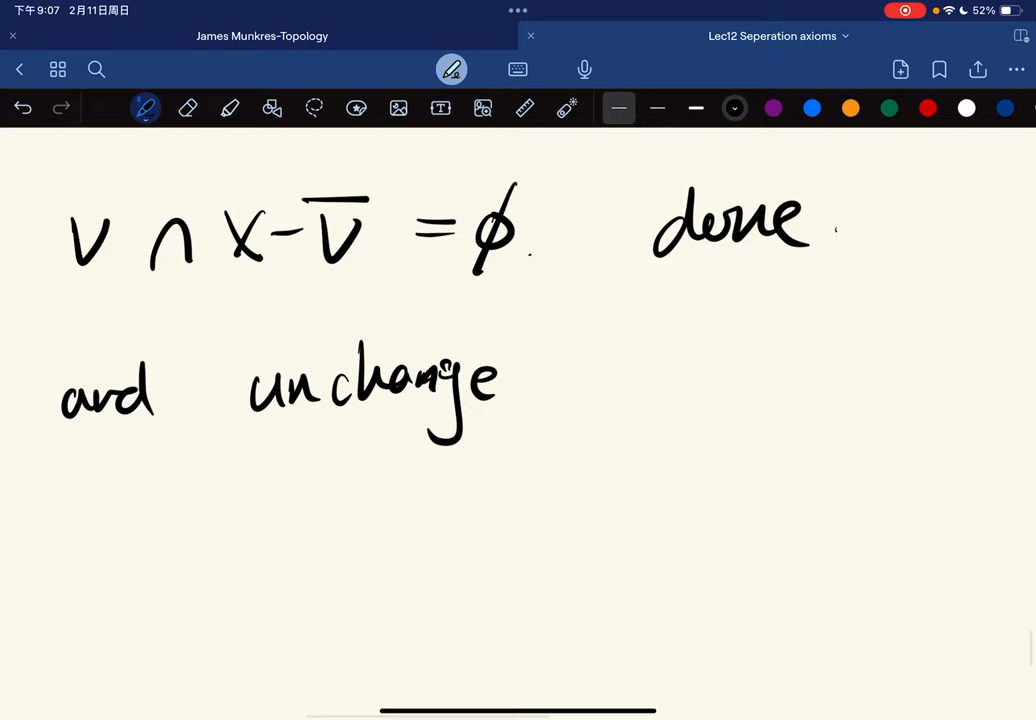 下午9:07 2月11日周日
52%
James Munkres-Topology
Lec12 Seperation axioms
V ∩ X - V̅ = ϕ. done.
and unchange